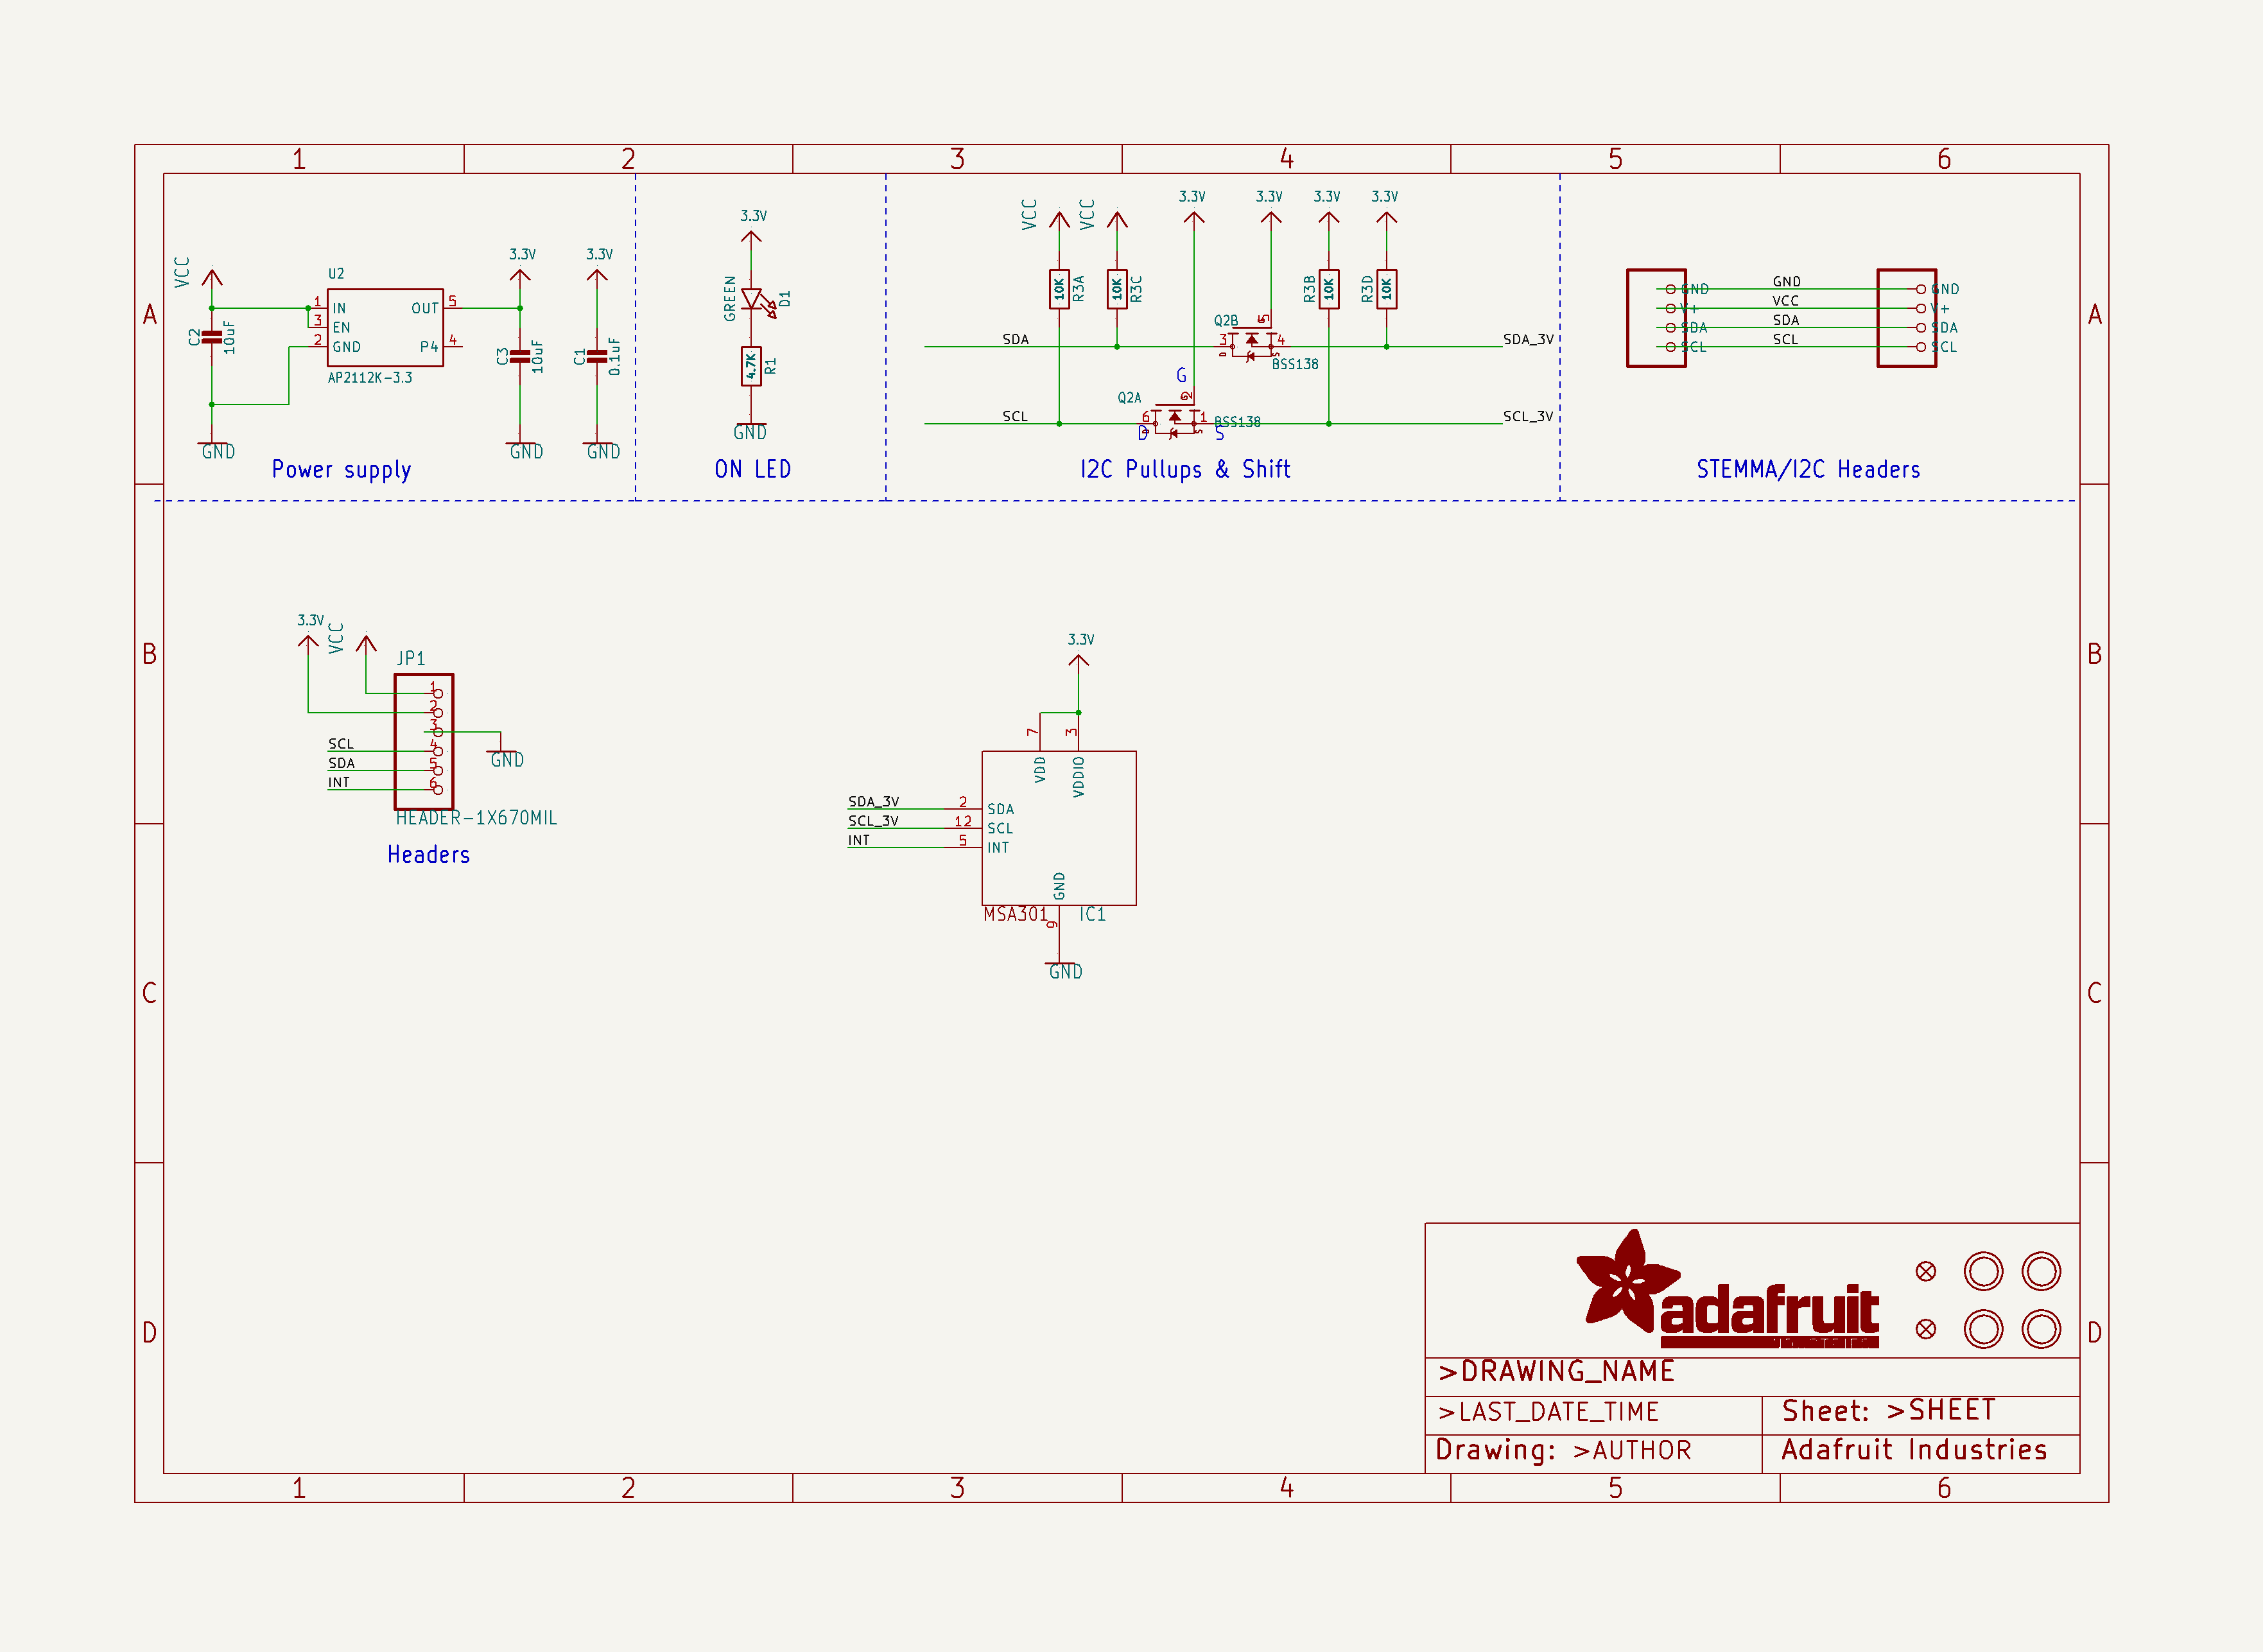 1 2 3 4 5 6
A
A
B
B
C
C
D
D
VCC
C2
10uF
GND
U2
1 IN
3 EN
2 GND
OUT 5
P4 4
AP2112K-3.3
3.3V
C3
10uF
GND
3.3V
C1
0.1uF
GND
Power supply
3.3V
GREEN
D1
4.7K
R1
GND
ON LED
VCC
VCC
3.3V
3.3V
3.3V
3.3V
10K
R3A
10K
R3C
R3B
10K
R3D
10K
SDA
Q2B
5
G
3
D
4
S
BSS138
SDA_3V
G
SCL
Q2A
2
G
6
D
1
S
BSS138
D
S
SCL_3V
I2C Pullups & Shift
GND
V+
SDA
SCL
GND
VCC
SDA
SCL
GND
V+
SDA
SCL
STEMMA/I2C Headers
3.3V
VCC
JP1
1
2
3
SCL 4
SDA 5
INT 6
GND
HEADER-1X670MIL
Headers
3.3V
7
3
VDD
VDDIO
SDA_3V 2 SDA
SCL_3V 12 SCL
INT 5 INT
GND
MSA301
IC1
9
GND
adafruit
>DRAWING_NAME
>LAST_DATE_TIME
Sheet: >SHEET
Drawing: >AUTHOR
Adafruit Industries
1 2 3 4 5 6